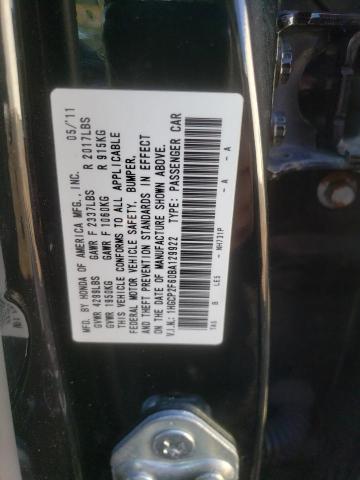 MFD. BY HONDA OF AMERICA MFG., INC. 05/'11
GVWR 4299LBS GAWR F 2337LBS R 2017LBS
GVWR 1950KG GAWR F 1060KG R 915KG
THIS VEHICLE CONFORMS TO ALL APPLICABLE
FEDERAL MOTOR VEHICLE SAFETY, BUMPER,
AND THEFT PREVENTION STANDARDS IN EFFECT
ON THE DATE OF MANUFACTURE SHOWN ABOVE.
V.I.N.: 1HGCP2F60BA129922 TYPE: PASSENGER CAR
B LES NH731P A - A